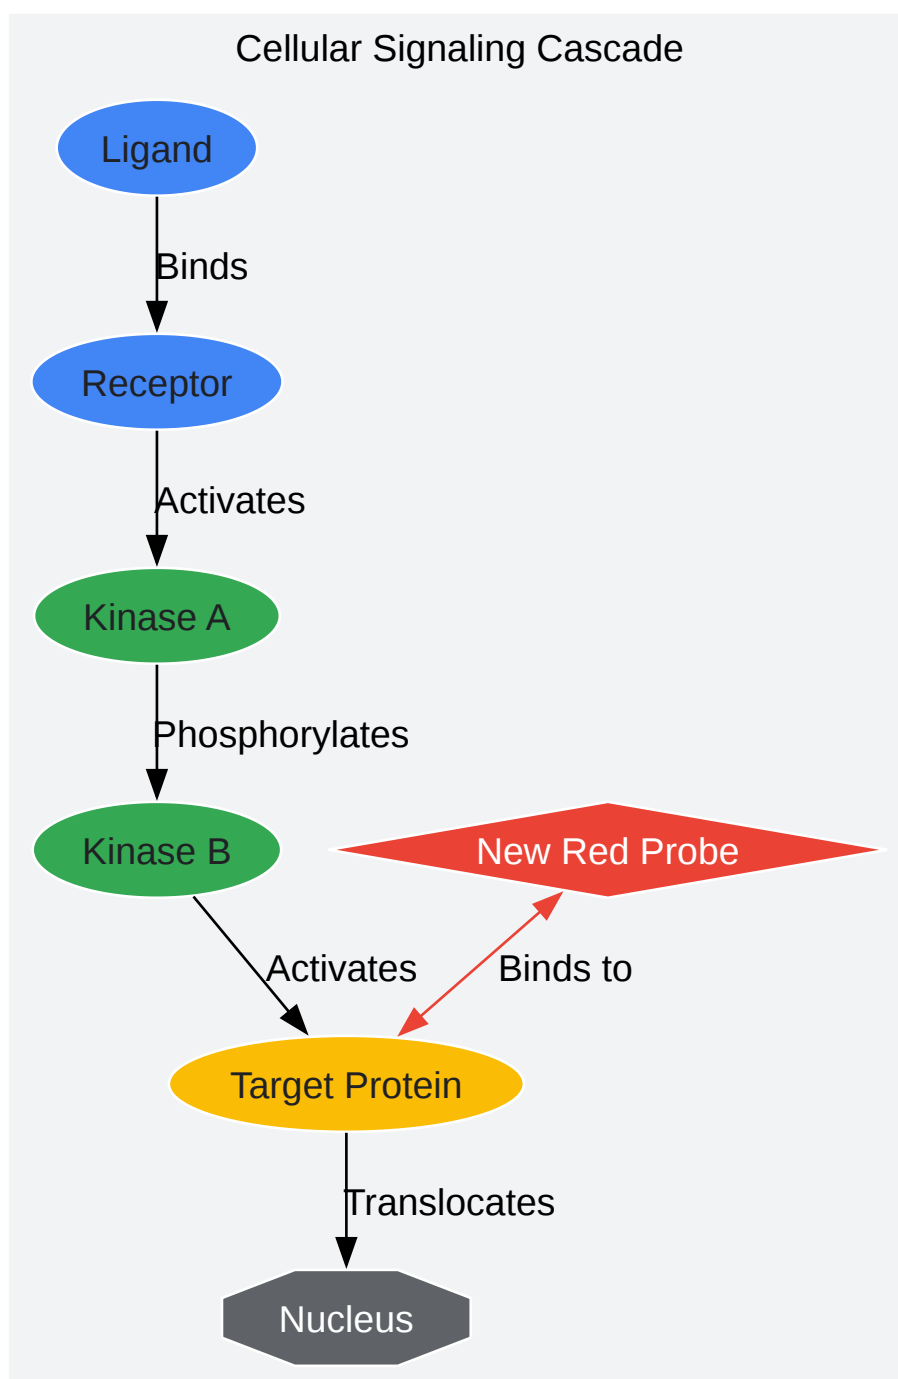 Cellular Signaling Cascade
Ligand
Binds
Receptor
Activates
Kinase A
Phosphorylates
Kinase B
New Red Probe
Activates
Binds to
Target Protein
Translocates
Nucleus